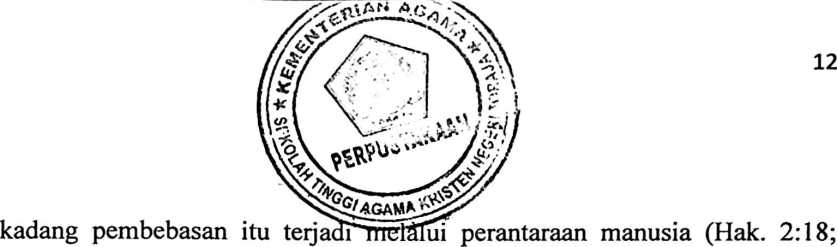 12
KEMENTERIAN AGAMA
SEKOLAH TINGGI AGAMA KRISTEN NEGERI
PERPUSTAKAAN
kadang pembebasan itu terjadi melalui perantaraan manusia (Hak. 2:18;